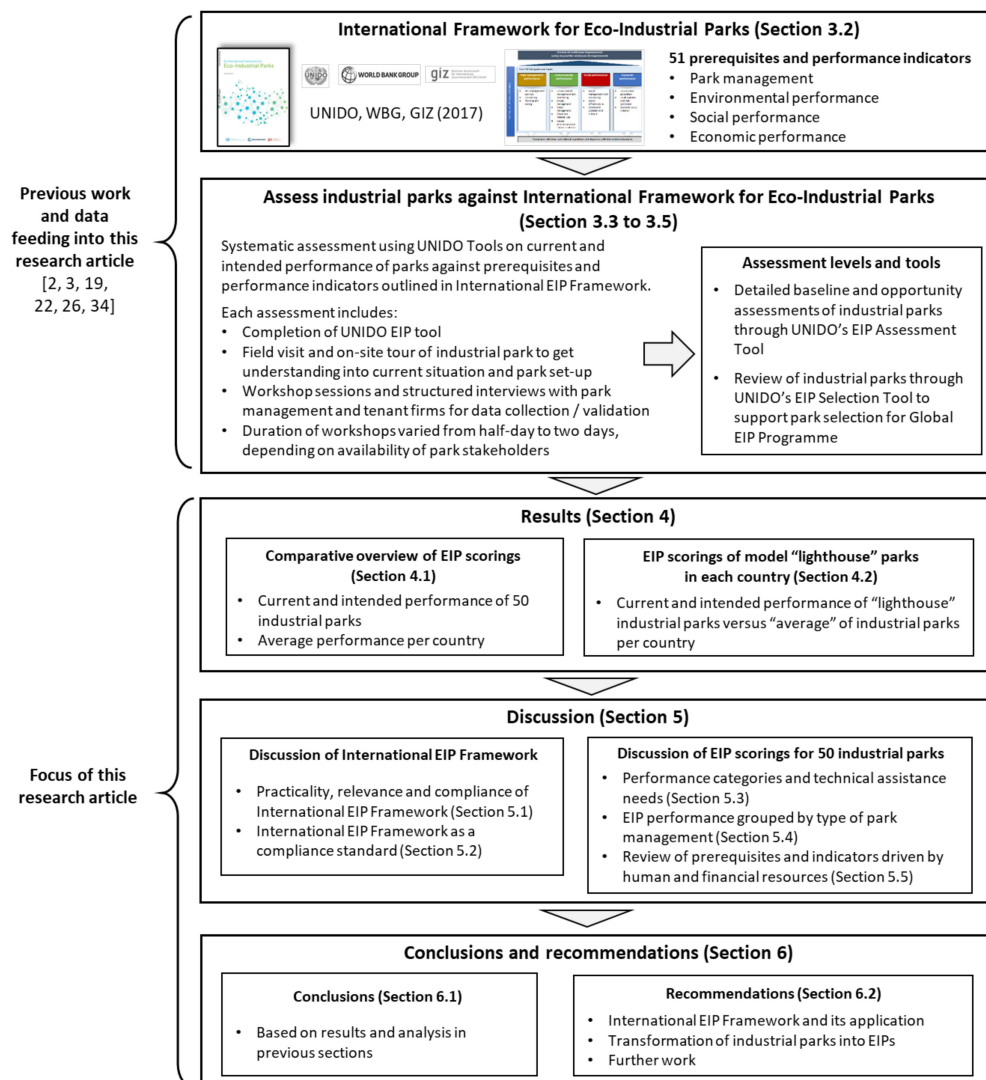 International Framework for Eco-Industrial Parks (Section 3.2)
Eco-Industrial Parks
UNIDO
WORLD BANK GROUP
giz
UNIDO, WBG, GIZ (2017)
51 prerequisites and performance indicators
• Park management
• Environmental performance
• Social performance
• Economic performance
Previous work
and data
feeding into this
research article
[2, 3, 19,
22, 26, 34]
Assess industrial parks against International Framework for Eco-Industrial Parks
(Section 3.3 to 3.5)
Systematic assessment using UNIDO Tools on current and
intended performance of parks against prerequisites and
performance indicators outlined in International EIP Framework.
Each assessment includes:
• Completion of UNIDO EIP tool
• Field visit and on-site tour of industrial park to get
understanding into current situation and park set-up
• Workshop sessions and structured interviews with park
management and tenant firms for data collection / validation
• Duration of workshops varied from half-day to two days,
depending on availability of park stakeholders
Assessment levels and tools
• Detailed baseline and opportunity
assessments of industrial parks
through UNIDO's EIP Assessment
Tool
• Review of industrial parks through
UNIDO's EIP Selection Tool to
support park selection for Global
EIP Programme
Focus of this
research article
Results (Section 4)
Comparative overview of EIP scorings
(Section 4.1)
• Current and intended performance of 50
industrial parks
• Average performance per country
EIP scorings of model “lighthouse” parks
in each country (Section 4.2)
• Current and intended performance of “lighthouse”
industrial parks versus “average” of industrial parks
per country
Discussion (Section 5)
Discussion of International EIP Framework
• Practicality, relevance and compliance of
International EIP Framework (Section 5.1)
• International EIP Framework as a
compliance standard (Section 5.2)
Discussion of EIP scorings for 50 industrial parks
• Performance categories and technical assistance
needs (Section 5.3)
• EIP performance grouped by type of park
management (Section 5.4)
• Review of prerequisites and indicators driven by
human and financial resources (Section 5.5)
Conclusions and recommendations (Section 6)
Conclusions (Section 6.1)
• Based on results and analysis in
previous sections
Recommendations (Section 6.2)
• International EIP Framework and its application
• Transformation of industrial parks into EIPs
• Further work